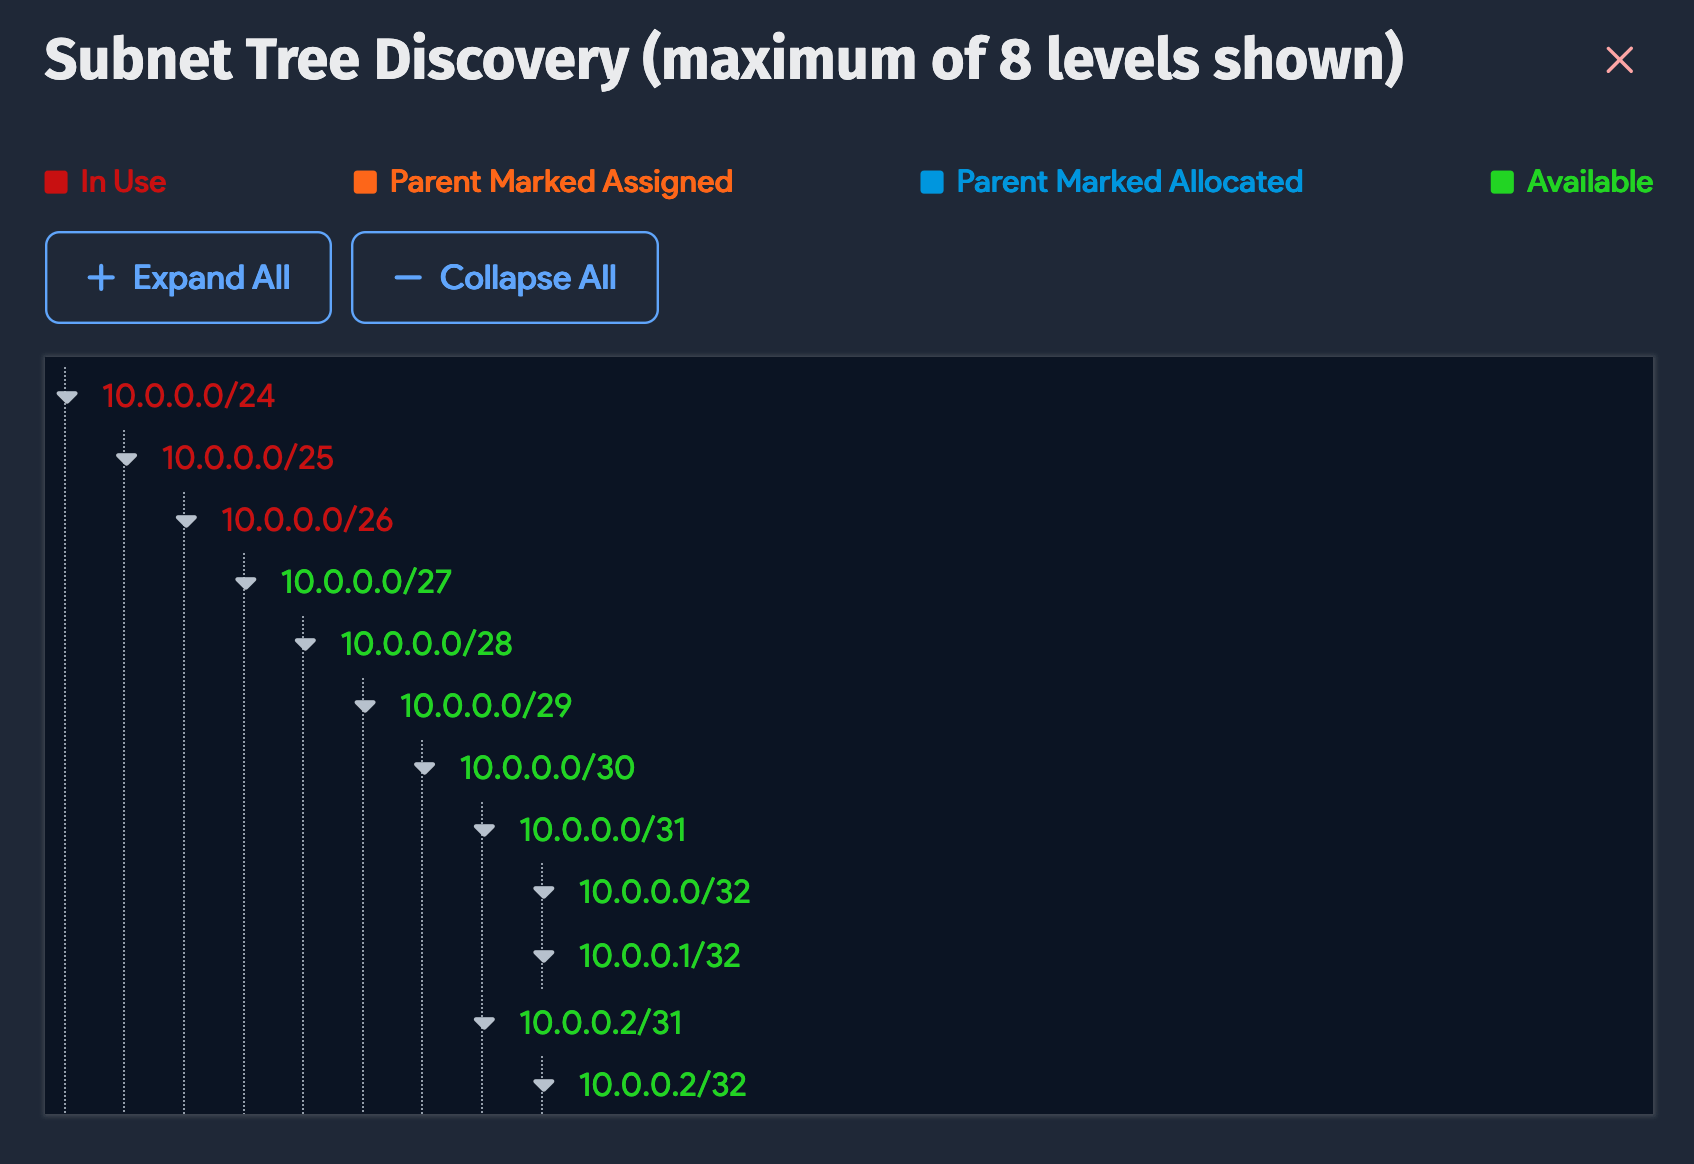 Subnet Tree Discovery (maximum of 8 levels shown)
In Use
Parent Marked Assigned
Parent Marked Allocated
Available
Expand All
Collapse All
10.0.0.0/24
10.0.0.0/25
10.0.0.0/26
10.0.0.0/27
10.0.0.0/28
10.0.0.0/29
10.0.0.0/30
10.0.0.0/31
10.0.0.0/32
10.0.0.1/32
10.0.0.2/31
10.0.0.2/32